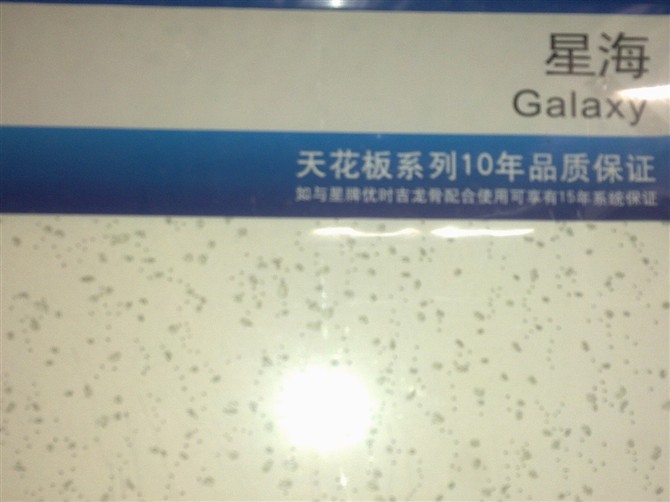 星海
Galaxy
天花板系列10年品质保证
如与星牌优时吉龙骨配合使用可享有15年系统保证